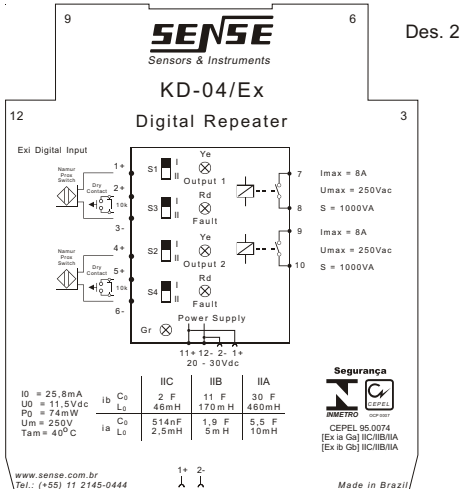 9
6
Des. 2
SENSE
Sensors & Instruments
KD-04/Ex
Digital Repeater
12
3
Exi Digital Input
Namur
Prox
Switch
Dry
Contact
10k
1+
2+
3-
S1
I
II
S3
I
II
Ye
Output 1
Rd
Fault
7
8
Imax = 8A
Umax = 250Vac
S = 1000VA
Namur
Prox
Switch
Dry
Contact
10k
4+
5+
6-
S2
I
II
S4
I
II
Ye
Output 2
Rd
Fault
9
10
Imax = 8A
Umax = 250Vac
S = 1000VA
Power Supply
Gr
11+ 12- 2- 1+
20 - 30Vdc
I0 = 25,8mA
U0 = 11,5Vdc
P0 = 74mW
Um = 250V
Tam = 40°C
IIC IIB IIA
ib C0 2 F 11 F 30 F
L0 46mH 170mH 460mH
ia C0 514nF 1,9 F 5,5 F
L0 2,5mH 5mH 10mH
Segurança
INMETRO
CEPEL
OCP 0007
CEPEL 95.0074
[Ex ia Ga] IIC/IIB/IIA
[Ex ib Gb] IIC/IIB/IIA
www.sense.com.br
Tel.: (+55) 11 2145-0444
1+ 2-
Made in Brazil